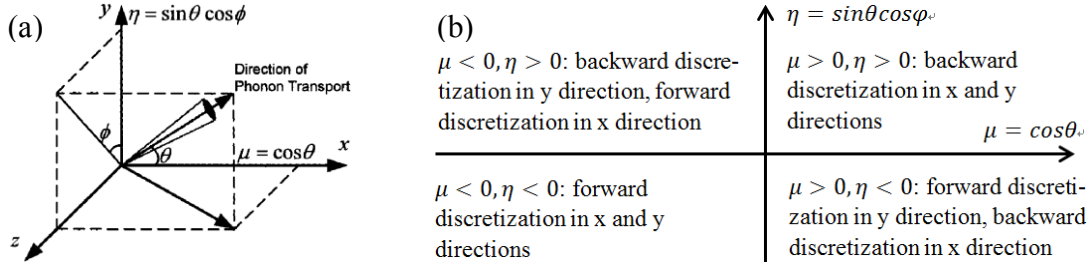 (a)
y
η = sinθ cosϕ
Direction of
Phonon Transport
ϕ
θ
μ = cosθ
x
z
(b)
η = sinθcosφ
μ < 0, η > 0: backward discre-
tization in y direction, forward
discretization in x direction
μ > 0, η > 0: backward
discretization in x and y
directions
μ = cosθ
μ < 0, η < 0: forward
discretization in x and y
directions
μ > 0, η < 0: forward discreti-
zation in y direction, backward
discretization in x direction